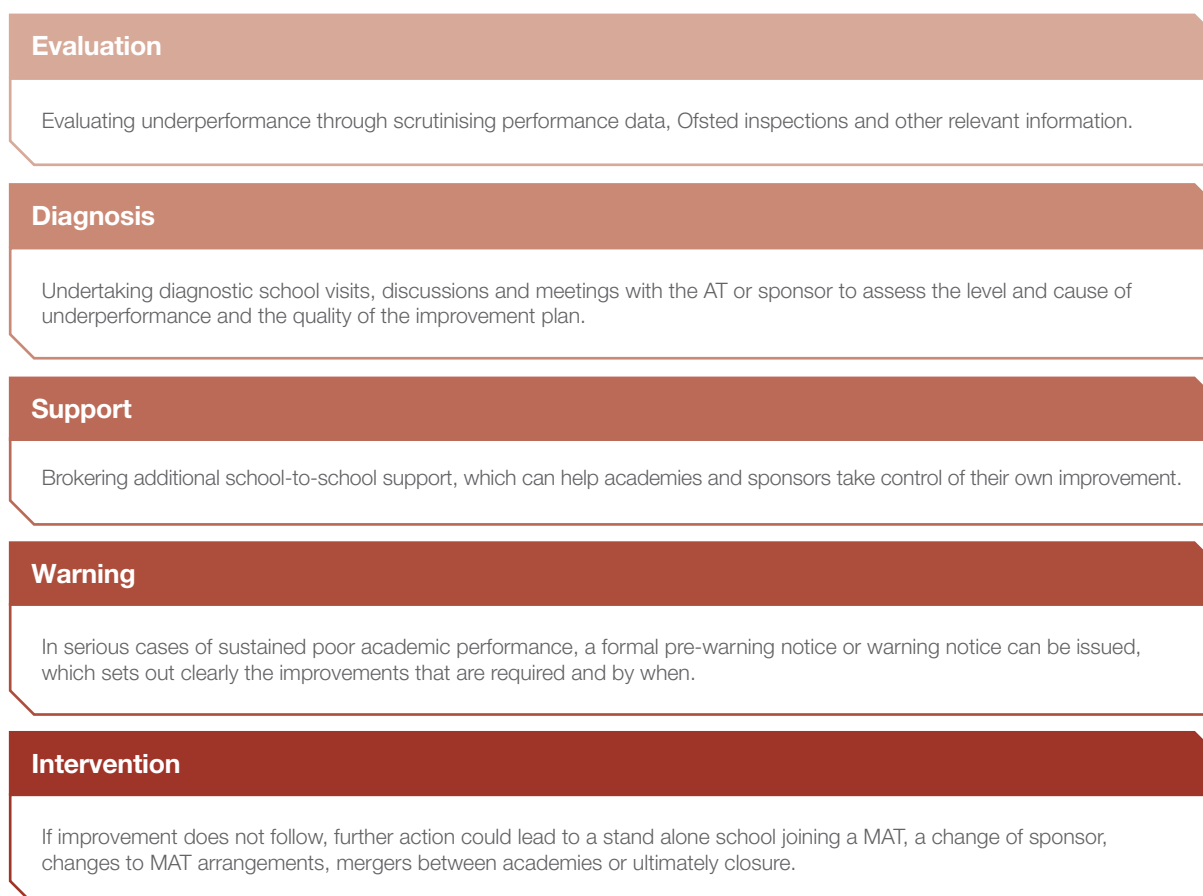 Evaluation
Evaluating underperformance through scrutinising performance data, Ofsted inspections and other relevant information.
Diagnosis
Undertaking diagnostic school visits, discussions and meetings with the AT or sponsor to assess the level and cause of
underperformance and the quality of the improvement plan.
Support
Brokering additional school-to-school support, which can help academies and sponsors take control of their own improvement.
Warning
In serious cases of sustained poor academic performance, a formal pre-warning notice or warning notice can be issued,
which sets out clearly the improvements that are required and by when.
Intervention
If improvement does not follow, further action could lead to a stand alone school joining a MAT, a change of sponsor,
changes to MAT arrangements, mergers between academies or ultimately closure.